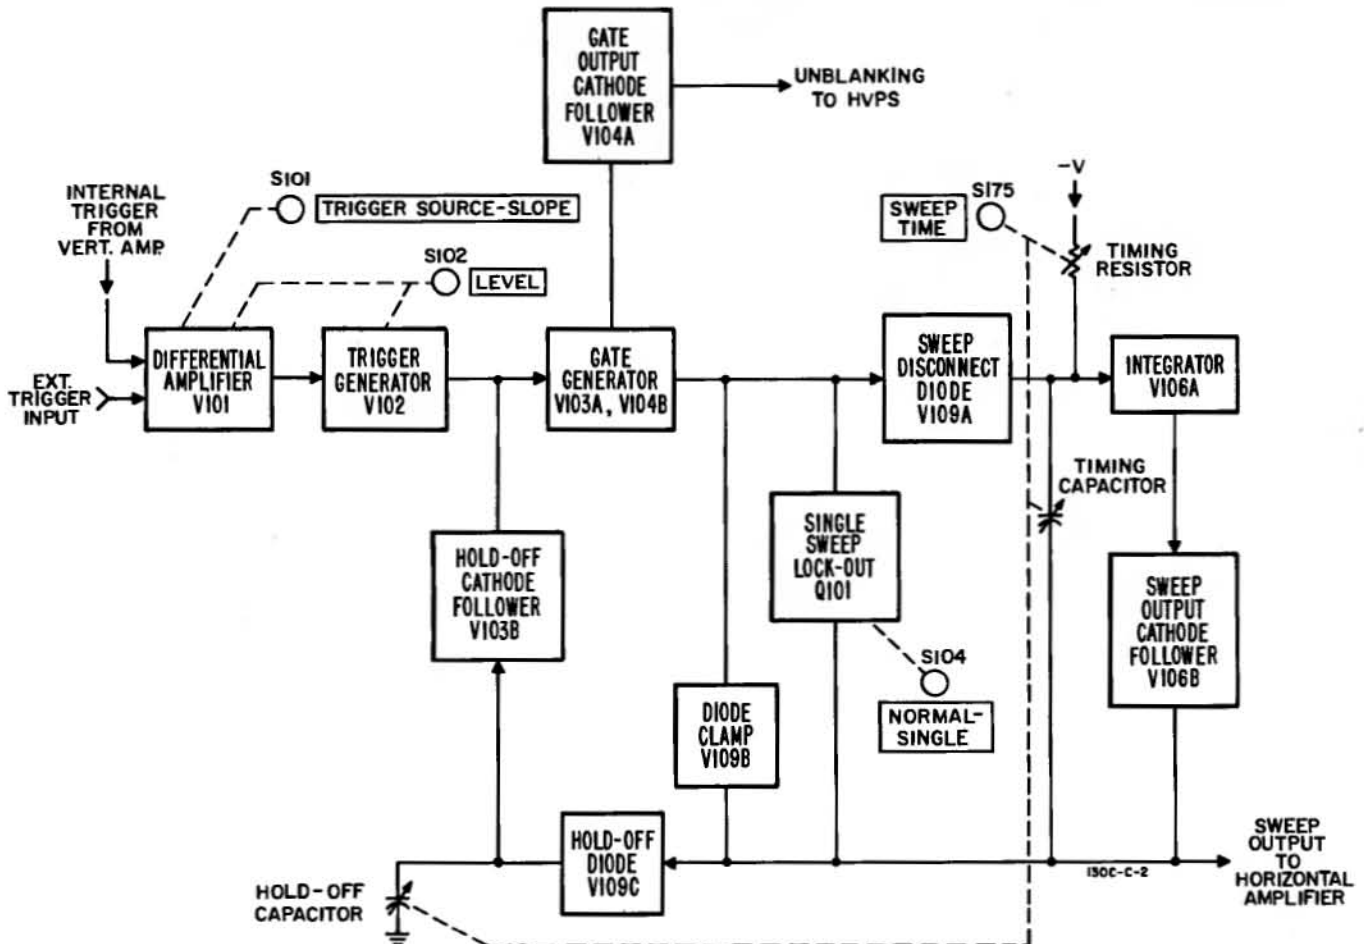 GATE
OUTPUT
CATHODE
FOLLOWER
V104A
UNBLANKING
TO HVPS
INTERNAL
TRIGGER
FROM
VERT. AMP.
S101
TRIGGER SOURCE-SLOPE
S102
LEVEL
S175
SWEEP
TIME
-V
TIMING
RESISTOR
EXT.
TRIGGER
INPUT
DIFFERENTIAL
AMPLIFIER
V101
TRIGGER
GENERATOR
V102
GATE
GENERATOR
V103A, V104B
SWEEP
DISCONNECT
DIODE
V109A
INTEGRATOR
V106A
TIMING
CAPACITOR
HOLD-OFF
CATHODE
FOLLOWER
V103B
SINGLE
SWEEP
LOCK-OUT
Q101
S104
NORMAL-
SINGLE
SWEEP
OUTPUT
CATHODE
FOLLOWER
V106B
DIODE
CLAMP
V109B
HOLD-OFF
DIODE
V109C
HOLD-OFF
CAPACITOR
130C-C-2
SWEEP
OUTPUT
TO
HORIZONTAL
AMPLIFIER